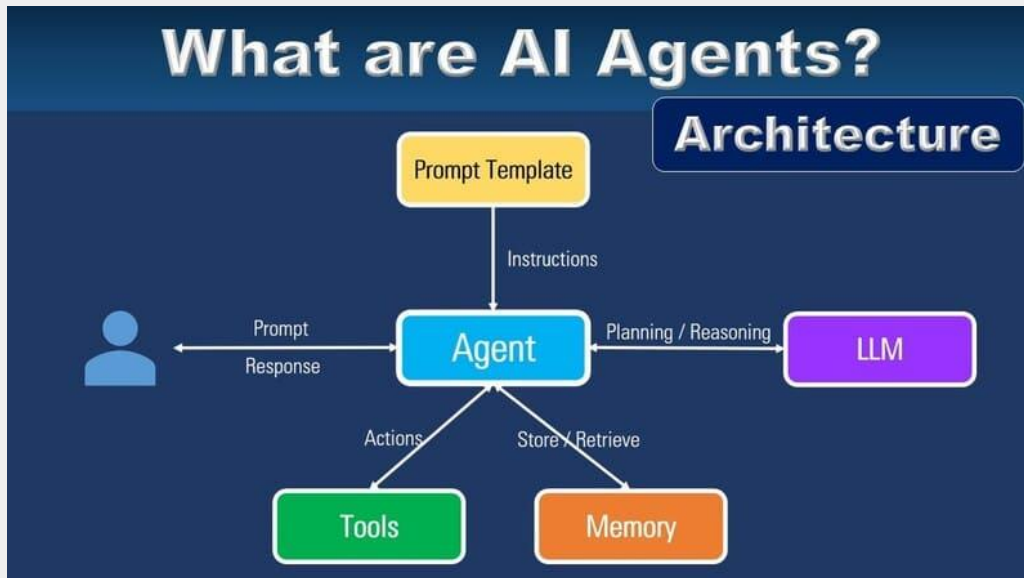 What are AI Agents?
Architecture
Prompt Template
Instructions
Prompt
Response
Agent
Planning / Reasoning
LLM
Actions
Store / Retrieve
Tools
Memory